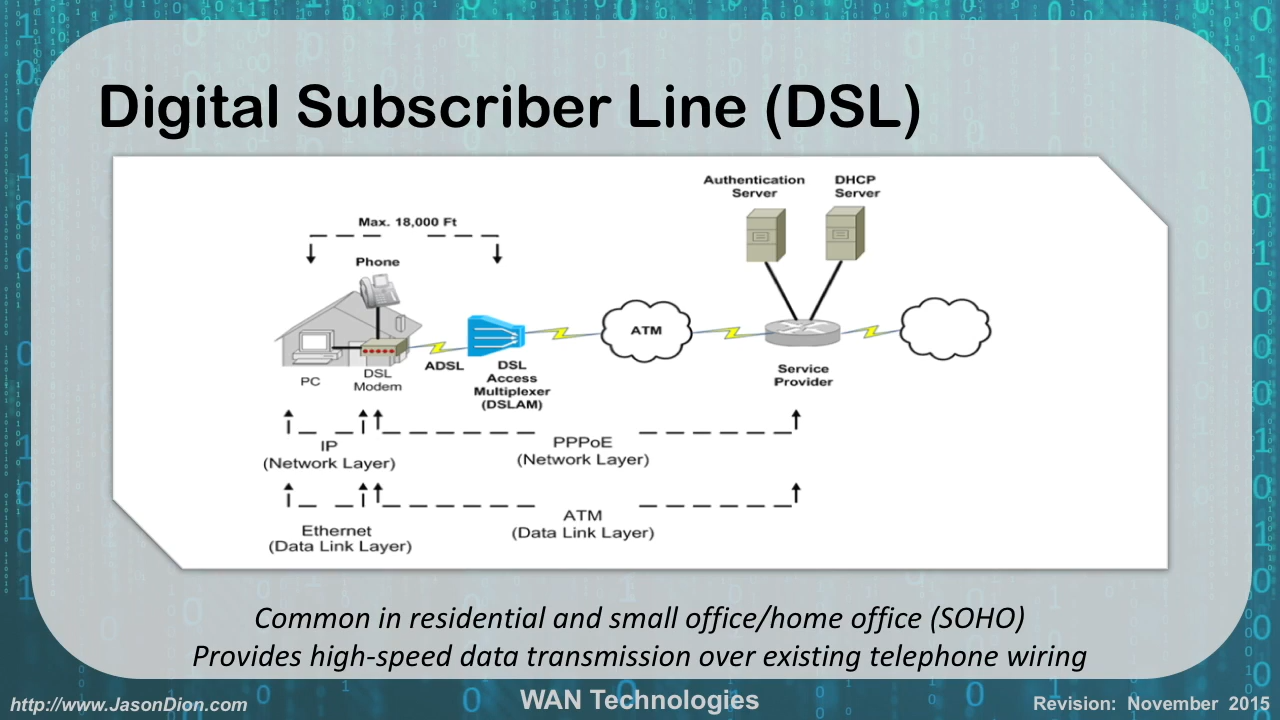 Digital Subscriber Line (DSL)
Authentication
Server
DHCP
Server
Max. 18,000 Ft
Phone
ATM
PC
DSL
Modem
ADSL
DSL
Access
Multiplexer
(DSLAM)
Service
Provider
IP
(Network Layer)
PPPoE
(Network Layer)
Ethernet
(Data Link Layer)
ATM
(Data Link Layer)
Common in residential and small office/home office (SOHO)
Provides high-speed data transmission over existing telephone wiring
http://www.JasonDion.com
WAN Technologies
Revision: November 2015